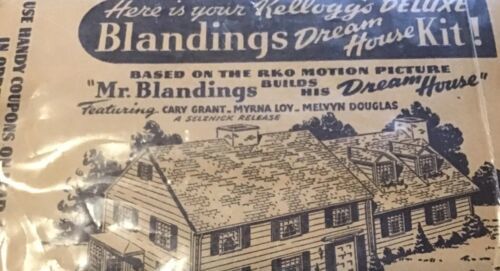 Here is your Kellogg's DELUXE
Blandings Dream House Kit!
BASED ON THE RKO MOTION PICTURE
"Mr. Blandings BUILDS HIS Dream House"
Featuring CARY GRANT - MYRNA LOY - MELVYN DOUGLAS
A SELZNICK RELEASE
USE HANDY COUPONS ON